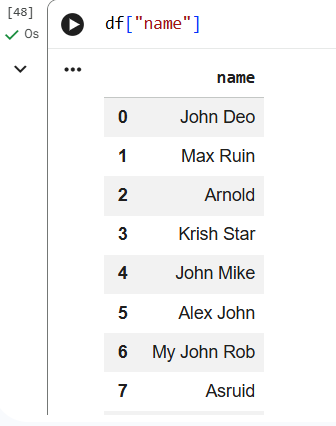 [48]
0s
df["name"]
name
0 John Deo
1 Max Ruin
2 Arnold
3 Krish Star
4 John Mike
5 Alex John
6 My John Rob
7 Asruid